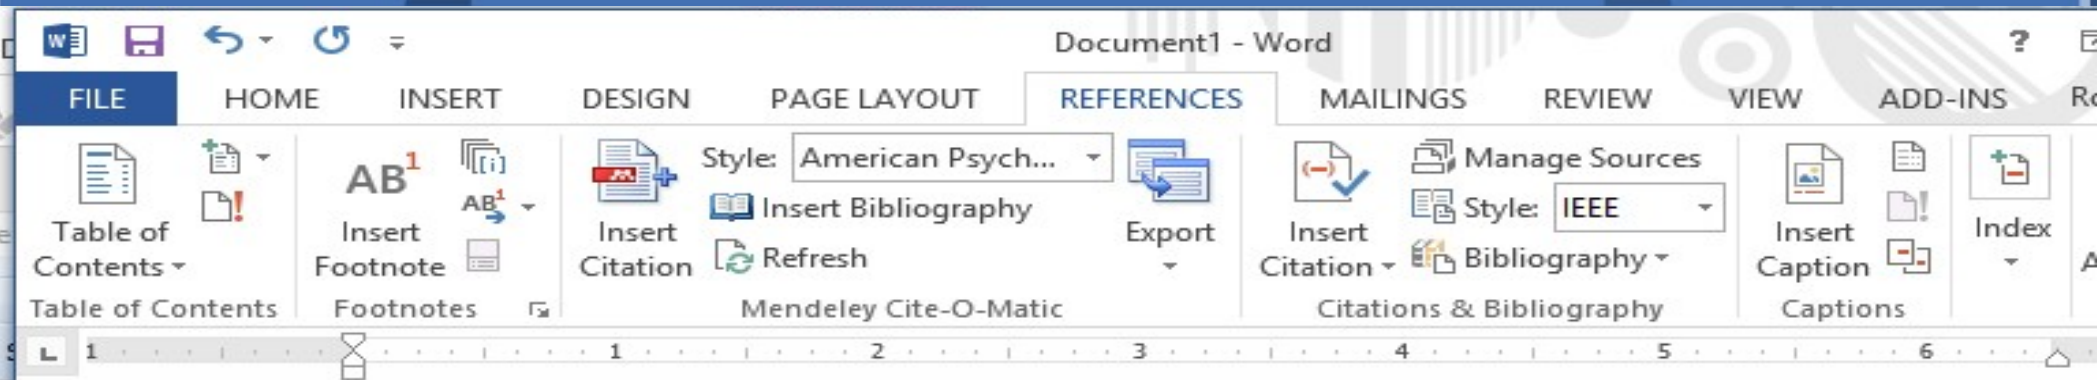 Document1 - Word ?
FILE HOME INSERT DESIGN PAGE LAYOUT REFERENCES MAILINGS REVIEW VIEW ADD-INS
Table of
Contents
Table of Contents
AB1
AB1
Insert
Footnote
Footnotes
Insert
Citation
Style: American Psych...
Insert Bibliography
Refresh
Export
Mendeley Cite-O-Matic
Insert
Citation
Manage Sources
Style: IEEE
Bibliography
Citations & Bibliography
Insert
Caption
Captions
Index
1 1 2 3 4 5 6